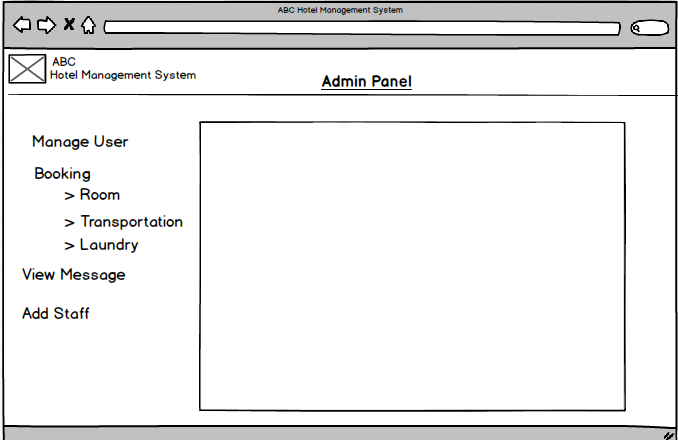 ABC Hotel Management System
X
ABC
Hotel Management System
Admin Panel
Manage User
Booking
> Room
> Transportation
> Laundry
View Message
Add Staff